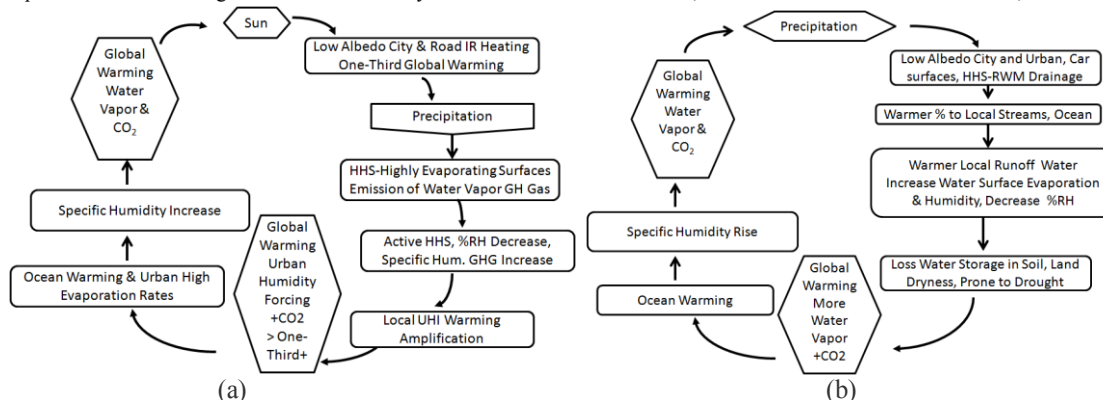 Sun
Low Albedo City & Road IR Heating
One-Third Global Warming
Precipitation
HHS-Highly Evaporating Surfaces
Emission of Water Vapor GH Gas
Active HHS, %RH Decrease,
Specific Hum. GHG Increase
Local UHI Warming
Amplification
Global
Warming
Urban
Humidity
Forcing
+CO2
> One-
Third+
Ocean Warming & Urban High
Evaporation Rates
Specific Humidity Increase
Global
Warming
Water
Vapor &
CO2
(a)
Precipitation
Low Albedo City and Urban, Car
surfaces, HHS-RWM Drainage
Warmer % to Local Streams, Ocean
Warmer Local Runoff Water
Increase Water Surface Evaporation
& Humidity, Decrease %RH
Loss Water Storage in Soil, Land
Dryness, Prone to Drought
Global
Warming
More
Water
Vapor
+CO2
Ocean Warming
Specific Humidity Rise
Global
Warming
Water
Vapor &
CO2
(b)